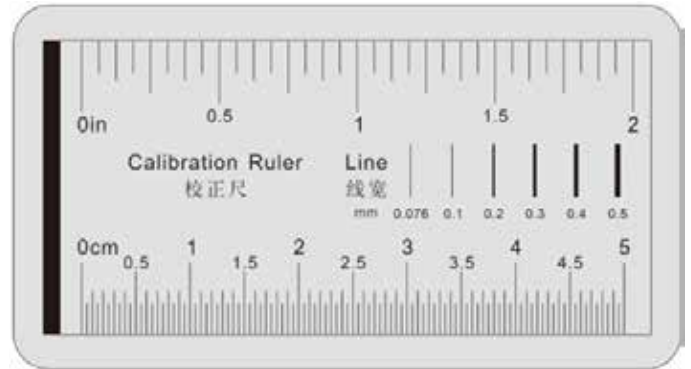 0in 0.5 1 1.5 2
Calibration Ruler Line
校正尺 线宽
mm 0.076 0.1 0.2 0.3 0.4 0.5
0cm 0.5 1 1.5 2 2.5 3 3.5 4 4.5 5